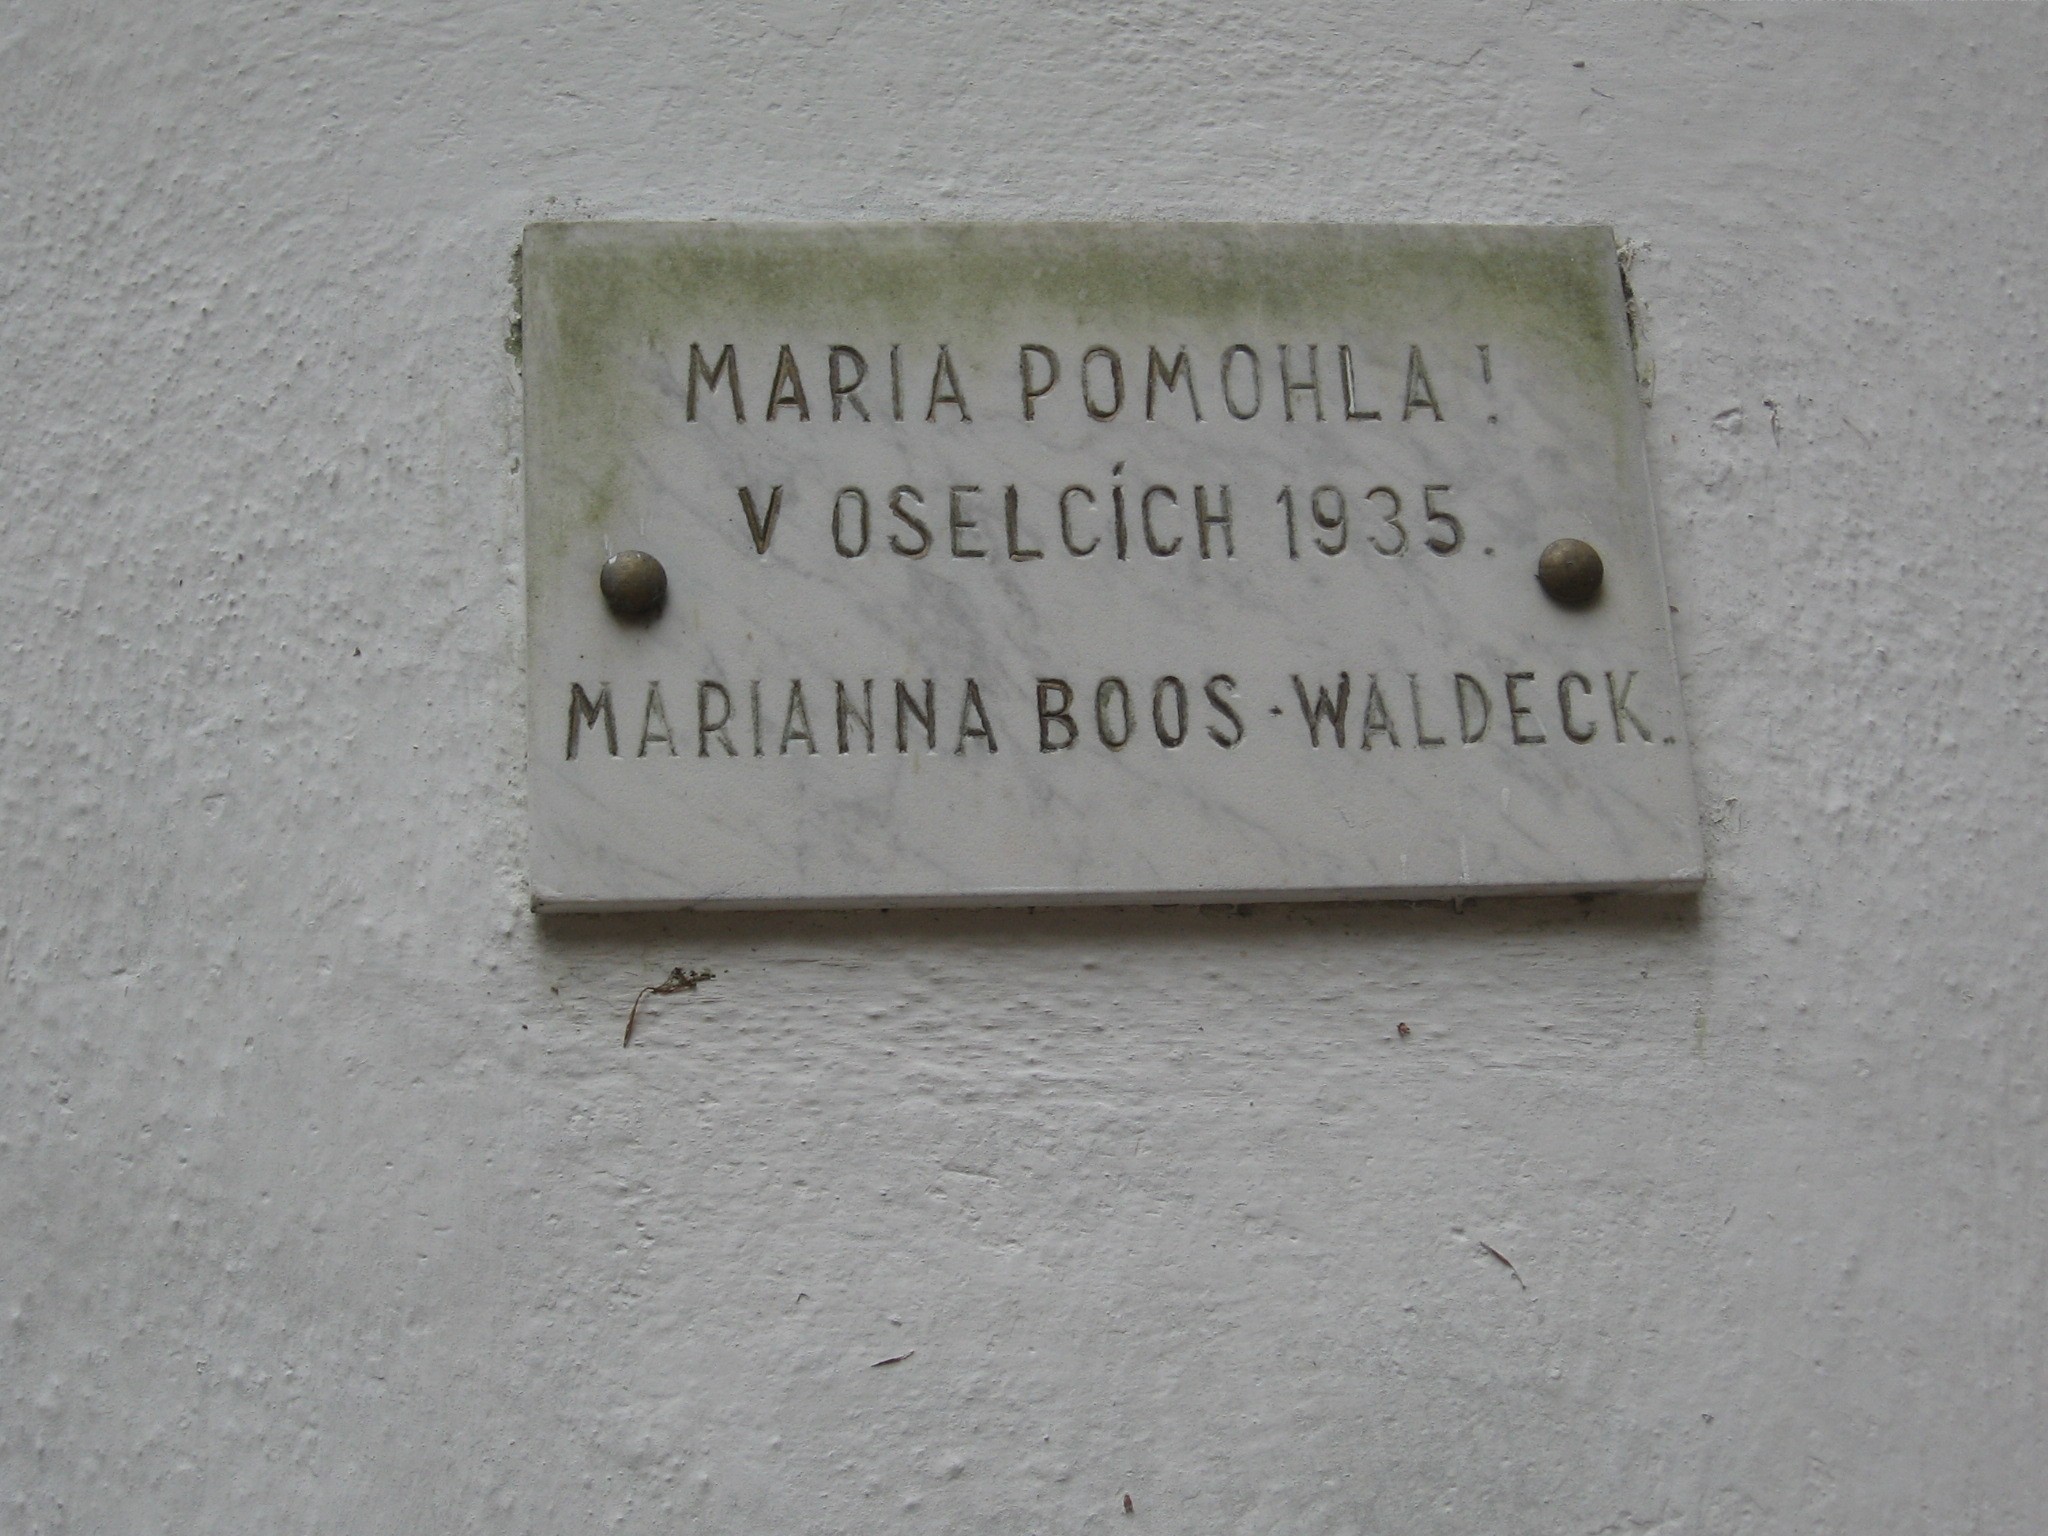 MARIA POMOHLA!
V OSELCÍCH 1935.
MARIANNA BOOS-WALDECK.